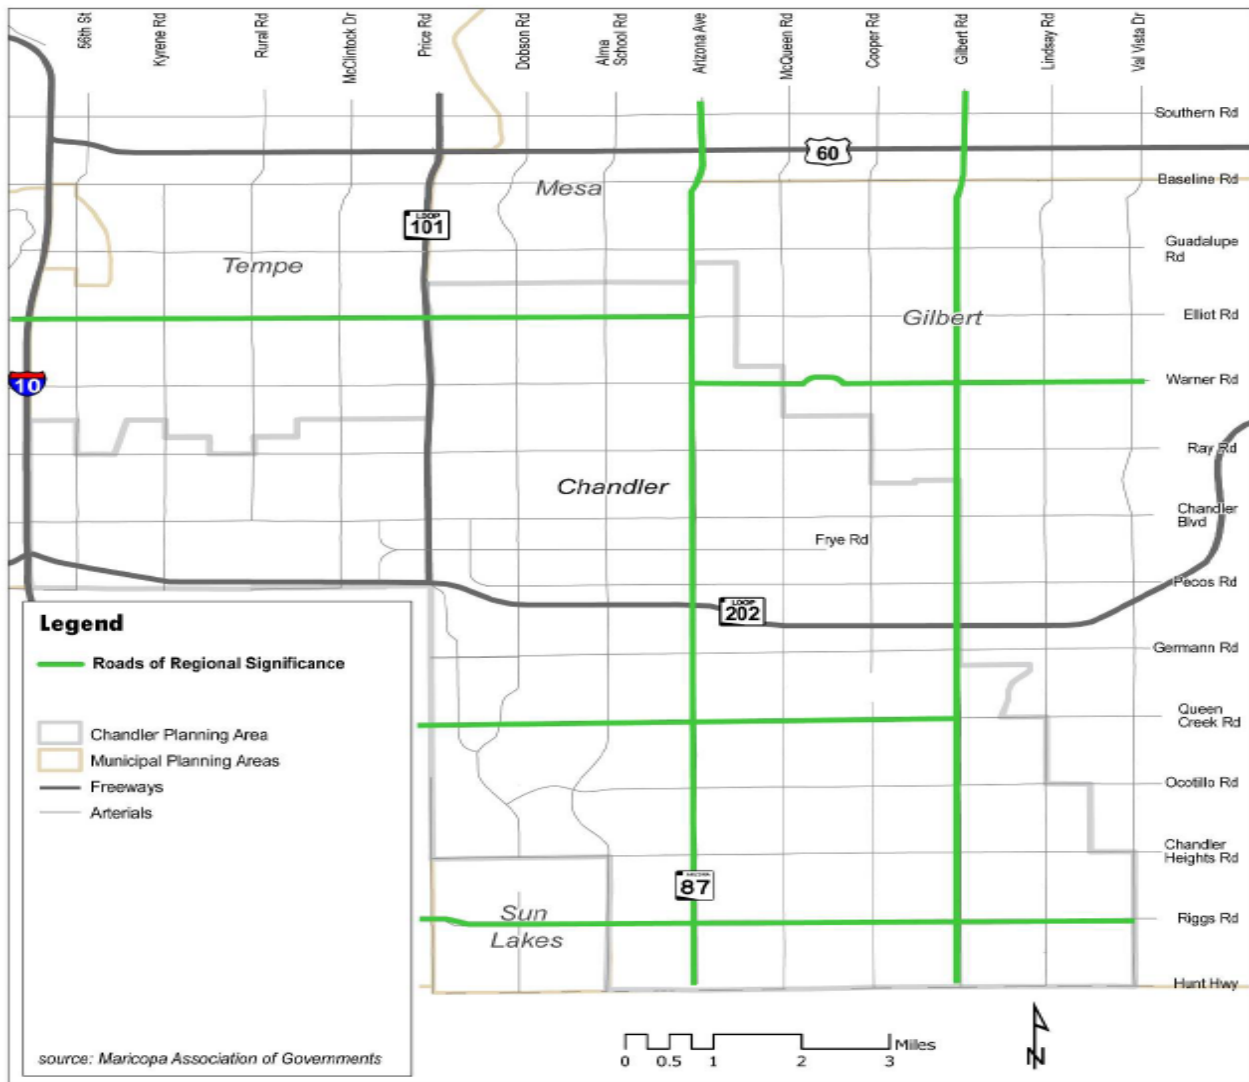 56th St
Kyrene Rd
Rural Rd
McClintock Dr
Price Rd
Dobson Rd
Alma
School Rd
Arizona Ave
McQueen Rd
Cooper Rd
Gilbert Rd
Lindsay Rd
Val Vista Dr
Southern Rd
60
Baseline Rd
Mesa
LOOP
101
Guadalupe
Rd
Tempe
Gilbert
Elliot Rd
10
Warner Rd
Ray Rd
Chandler
Chandler
Blvd
Frye Rd
Pecos Rd
LOOP
202
Legend
Roads of Regional Significance
Chandler Planning Area
Municipal Planning Areas
Freeways
Arterials
Germann Rd
Queen
Creek Rd
Ocotillo Rd
Chandler
Heights Rd
87
Sun
Lakes
Riggs Rd
Hunt Hwy
source: Maricopa Association of Governments
0 0.5 1 2 3 Miles
N